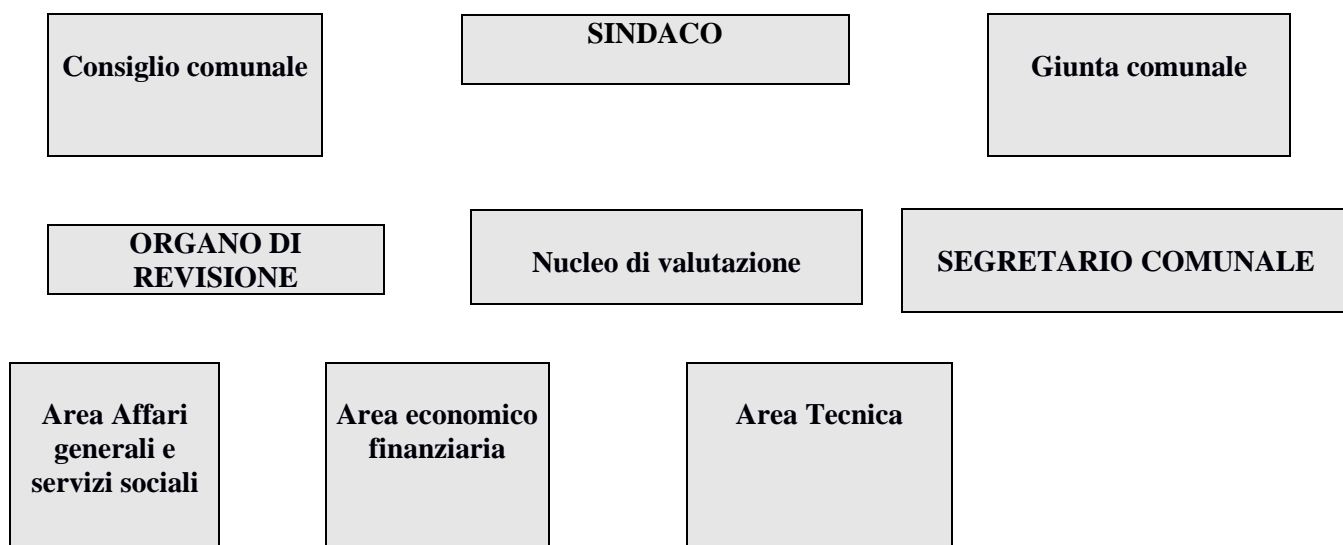 Consiglio comunale
SINDACO
Giunta comunale
ORGANO DI
REVISIONE
Nucleo di valutazione
SEGRETARIO COMUNALE
Area Affari
generali e
servizi sociali
Area economico
finanziaria
Area Tecnica